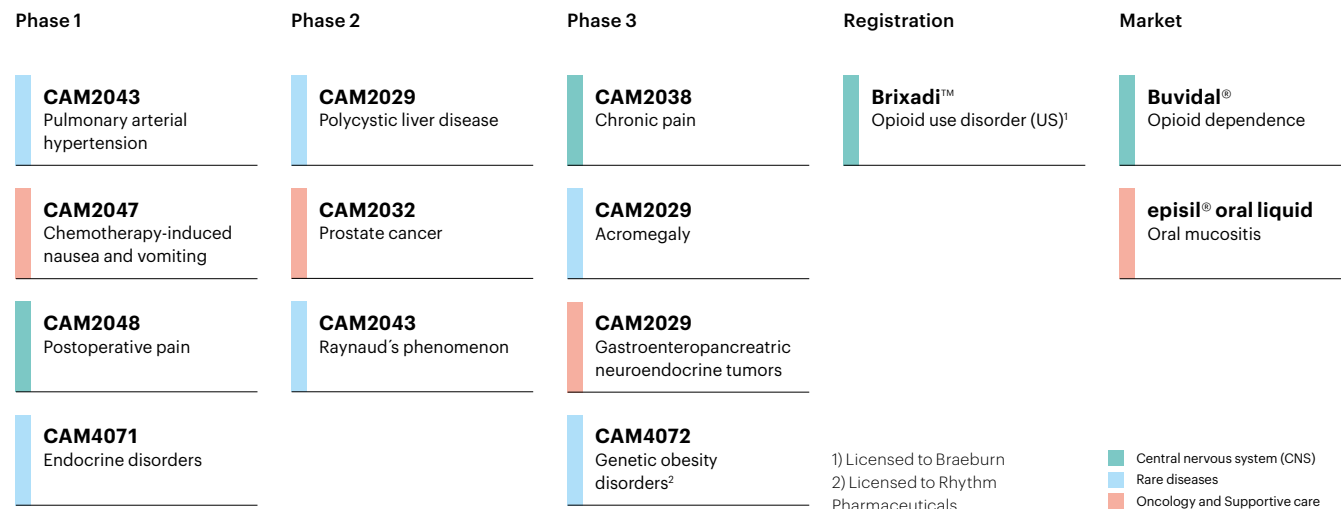 Phase 1
Phase 2
Phase 3
Registration
Market
CAM2043
Pulmonary arterial
hypertension
CAM2029
Polycystic liver disease
CAM2038
Chronic pain
Brixadi™
Opioid use disorder (US)¹
Buvidal®
Opioid dependence
CAM2047
Chemotherapy-induced
nausea and vomiting
CAM2032
Prostate cancer
CAM2029
Acromegaly
episil® oral liquid
Oral mucositis
CAM2048
Postoperative pain
CAM2043
Raynaud´s phenomenon
CAM2029
Gastroenteropancreatric
neuroendocrine tumors
CAM4071
Endocrine disorders
CAM4072
Genetic obesity
disorders²
1) Licensed to Braeburn
2) Licensed to Rhythm
Pharmaceuticals
Central nervous system (CNS)
Rare diseases
Oncology and Supportive care